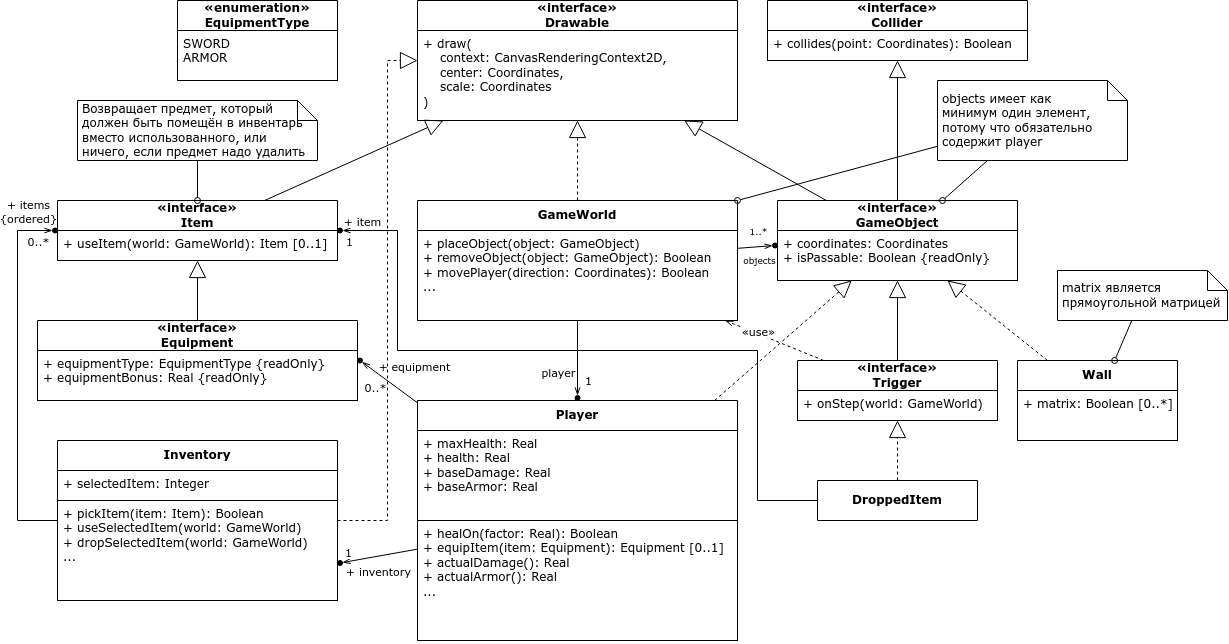 «enumeration»
EquipmentType
SWORD
ARMOR
«interface»
Drawable
+ draw(
context: CanvasRenderingContext2D,
center: Coordinates,
scale: Coordinates
)
«interface»
Collider
+ collides(point: Coordinates): Boolean
Возвращает предмет, который
должен быть помещён в инвентарь
вместо использованного, или
ничего, если предмет надо удалить
objects имеет как
минимум один элемент,
потому что обязательно
содержит player
+ items
{ordered}
0..*
«interface»
Item
+ useItem(world: GameWorld): Item [0..1]
+ item
1
GameWorld
+ placeObject(object: GameObject)
+ removeObject(object: GameObject): Boolean
+ movePlayer(direction: Coordinates): Boolean
...
1..*
objects
«interface»
GameObject
+ coordinates: Coordinates
+ isPassable: Boolean {readOnly}
matrix является
прямоугольной матрицей
«interface»
Equipment
+ equipmentType: EquipmentType {readOnly}
+ equipmentBonus: Real {readOnly}
+ equipment
0..*
player
1
«use»
«interface»
Trigger
+ onStep(world: GameWorld)
Wall
+ matrix: Boolean [0..*]
Player
+ maxHealth: Real
+ health: Real
+ baseDamage: Real
+ baseArmor: Real
+ healOn(factor: Real): Boolean
+ equipItem(item: Equipment): Equipment [0..1]
+ actualDamage(): Real
+ actualArmor(): Real
...
Inventory
+ selectedItem: Integer
+ pickItem(item: Item): Boolean
+ useSelectedItem(world: GameWorld)
+ dropSelectedItem(world: GameWorld)
...
1
+ inventory
DroppedItem